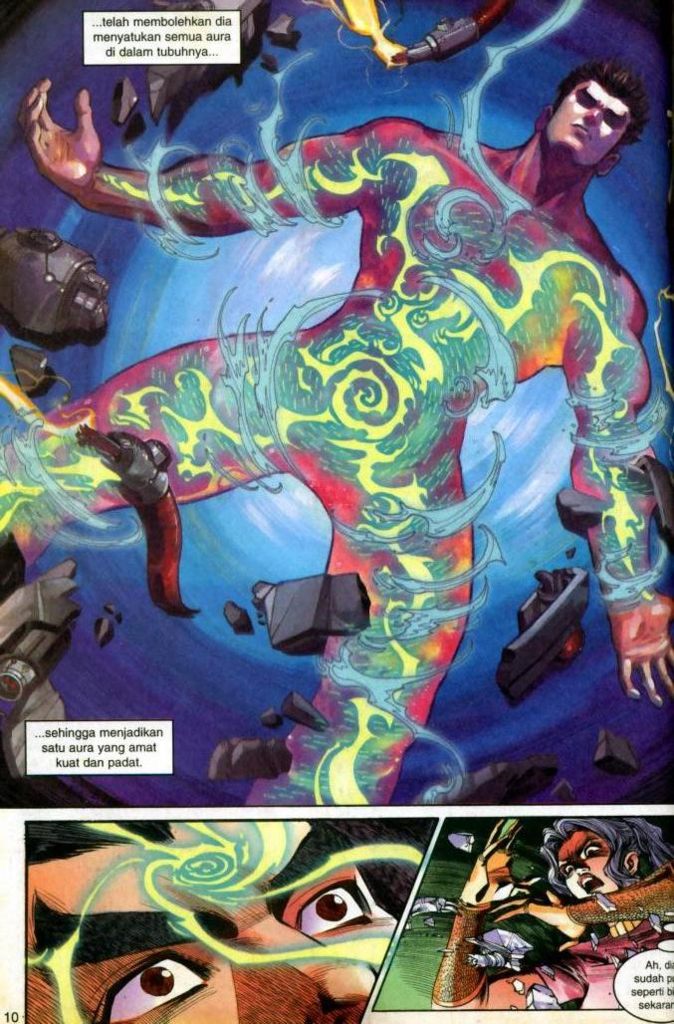 ...telah membolehkan dia
menyatukan semua aura
di dalam tubuhnya...
...sehingga menjadikan
satu aura yang amat
kuat dan padat.
Ah, dia
sudah
seperti
10